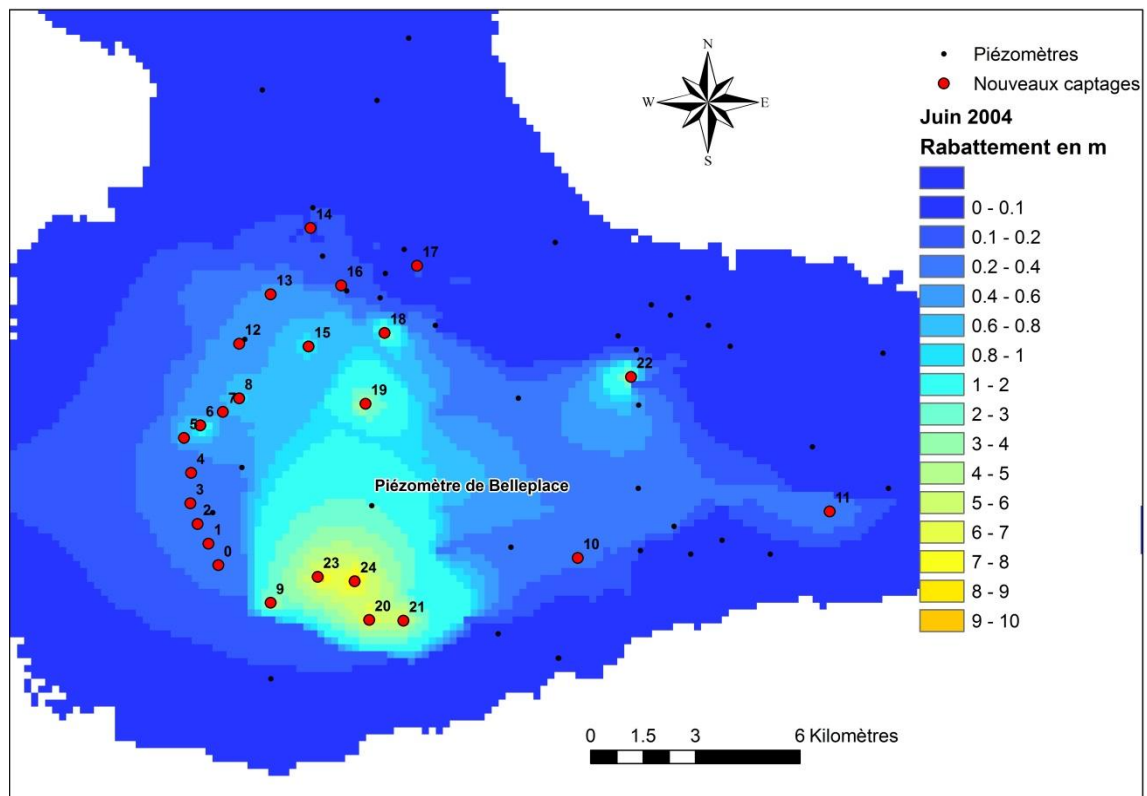 N
W
E
S
Piézomètres
Nouveaux captages
Juin 2004
Rabattement en m
0 - 0.1
0.1 - 0.2
0.2 - 0.4
0.4 - 0.6
0.6 - 0.8
0.8 - 1
1 - 2
2 - 3
3 - 4
4 - 5
5 - 6
6 - 7
7 - 8
8 - 9
9 - 10
14
17
13
16
12
15
18
22
8
19
7
6
5
4
Piézomètre de Belleplace
3
11
2
1
0
10
23
24
9
20
21
0 1.5 3 6 Kilomètres